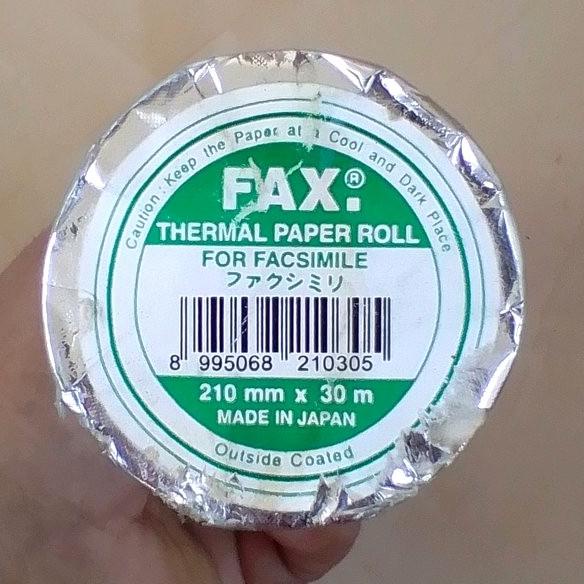 Caution : Keep the Paper at a Cool and Dark Place
FAX.®
THERMAL PAPER ROLL
FOR FACSIMILE
ファクシミリ
8 995068 210305
210 mm x 30 m
MADE IN JAPAN
Outside Coated